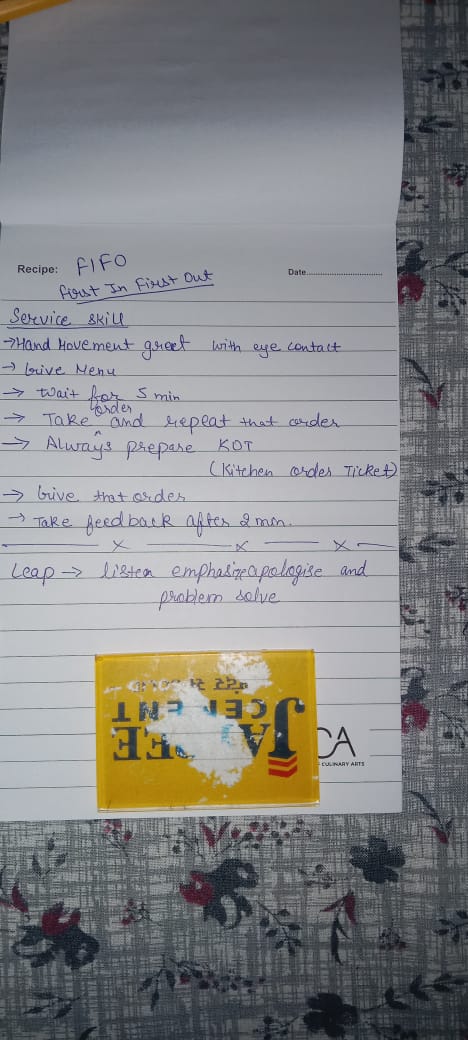 Recipe: FIFO
Date
First In First Out
Service skill
→Hand Movement greet with eye contact
→ Give Menu
→ Wait for 5 min
→ Take order and repeat that order
→ Always prepare KOT
(Kitchen order Ticket)
→ Give that order
→ Take feedback after 2 min.
Leap → listen emphasize apologise and
problem solve
CA
CULINARY ARTS